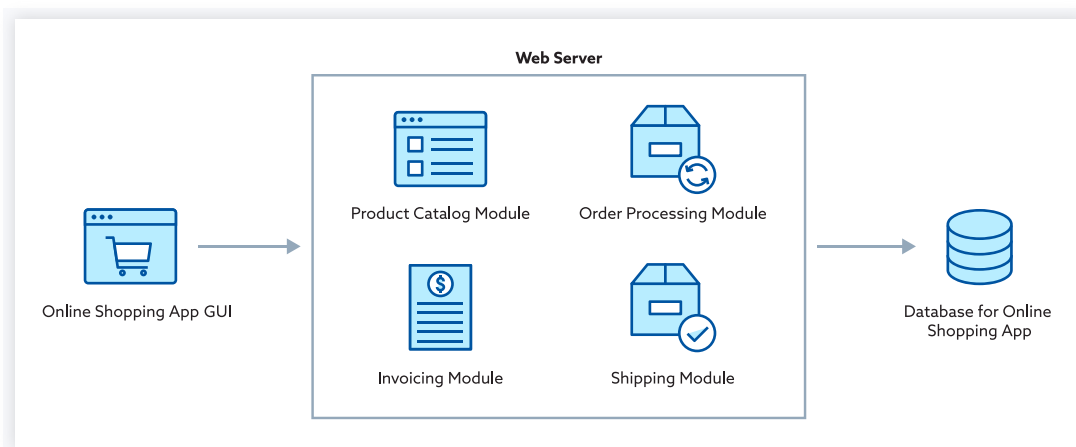 Web Server
Product Catalog Module
Order Processing Module
Online Shopping App GUI
Database for Online
Shopping App
$
Invoicing Module
Shipping Module